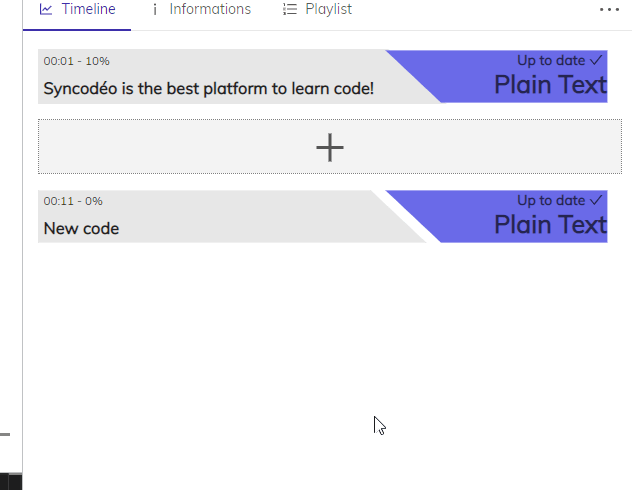 Timeline
Informations
Playlist
00:01 - 10%
Up to date
Syncodéo is the best platform to learn code!
Plain Text
00:11 - 0%
Up to date
New code
Plain Text